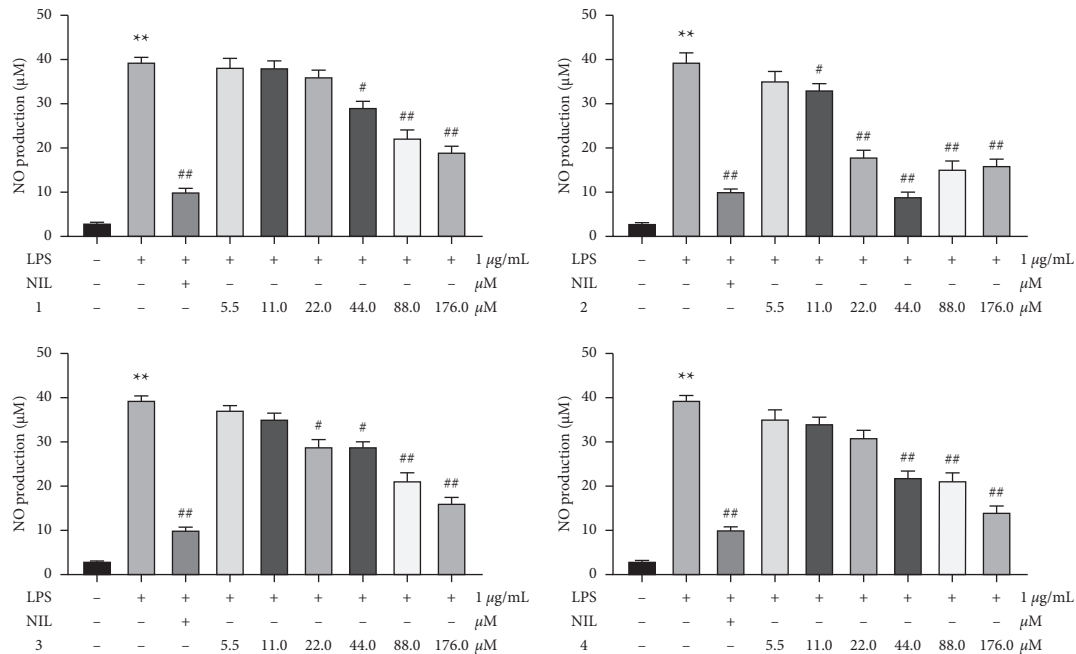 50
40
30
20
10
0
NO production (μM)
**
##
#
##
##
LPS – + + + + + + + + 1 μg/mL
NIL – – + – – – – – – μM
1 – – – 5.5 11.0 22.0 44.0 88.0 176.0 μM
50
40
30
20
10
0
NO production (μM)
**
##
#
##
##
##
##
LPS – + + + + + + + + 1 μg/mL
NIL – – + – – – – – – μM
2 – – – 5.5 11.0 22.0 44.0 88.0 176.0 μM
50
40
30
20
10
0
NO production (μM)
**
##
#
#
##
##
LPS – + + + + + + + + 1 μg/mL
NIL – – + – – – – – – μM
3 – – – 5.5 11.0 22.0 44.0 88.0 176.0 μM
50
40
30
20
10
0
NO production (μM)
**
##
##
##
##
LPS – + + + + + + + + 1 μg/mL
NIL – – + – – – – – – μM
4 – – – 5.5 11.0 22.0 44.0 88.0 176.0 μM